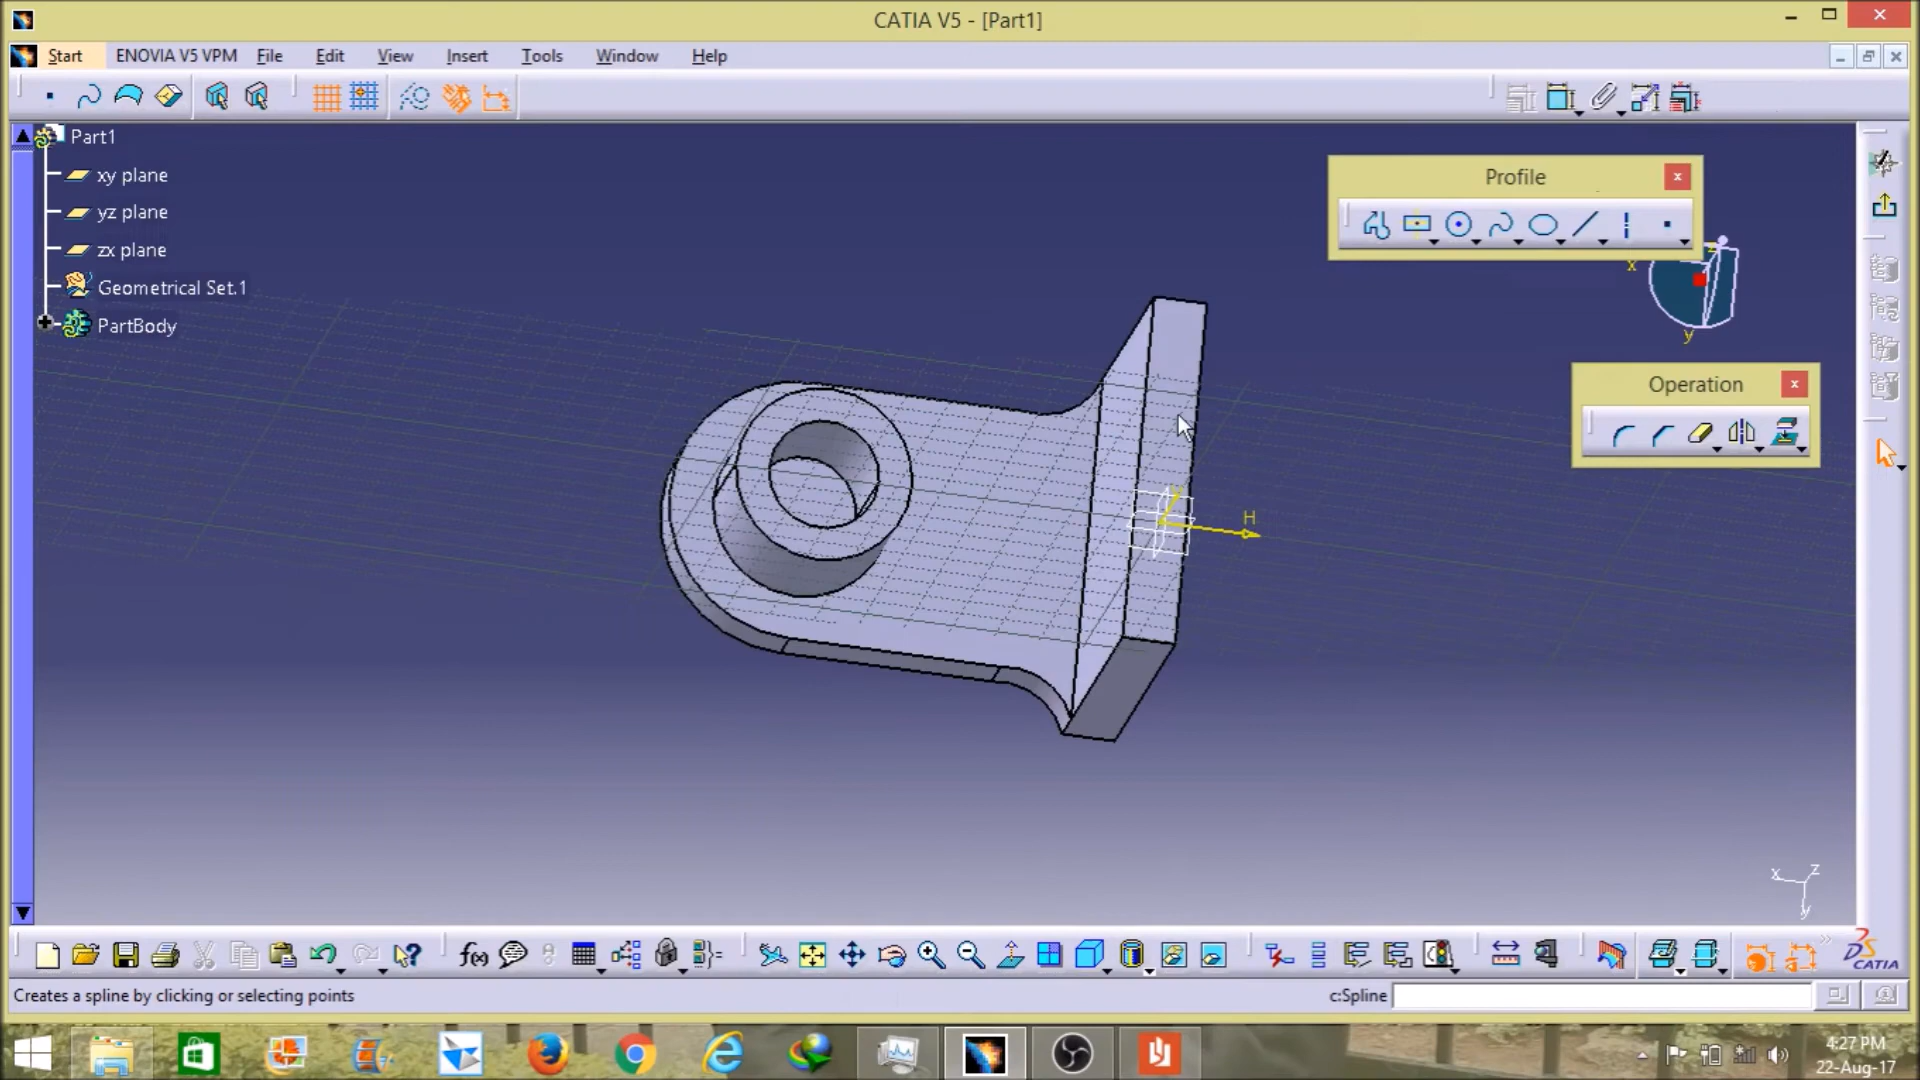 CATIA V5 - [Part1]
Start ENOVIA V5 VPM File Edit View Insert Tools Window Help
Part1
xy plane
yz plane
zx plane
Geometrical Set.1
PartBody
Profile
z
x
y
Operation
H
x z
y
f(x)
CATIA
Creates a spline by clicking or selecting points
c:Spline
4:27 PM
22-Aug-17